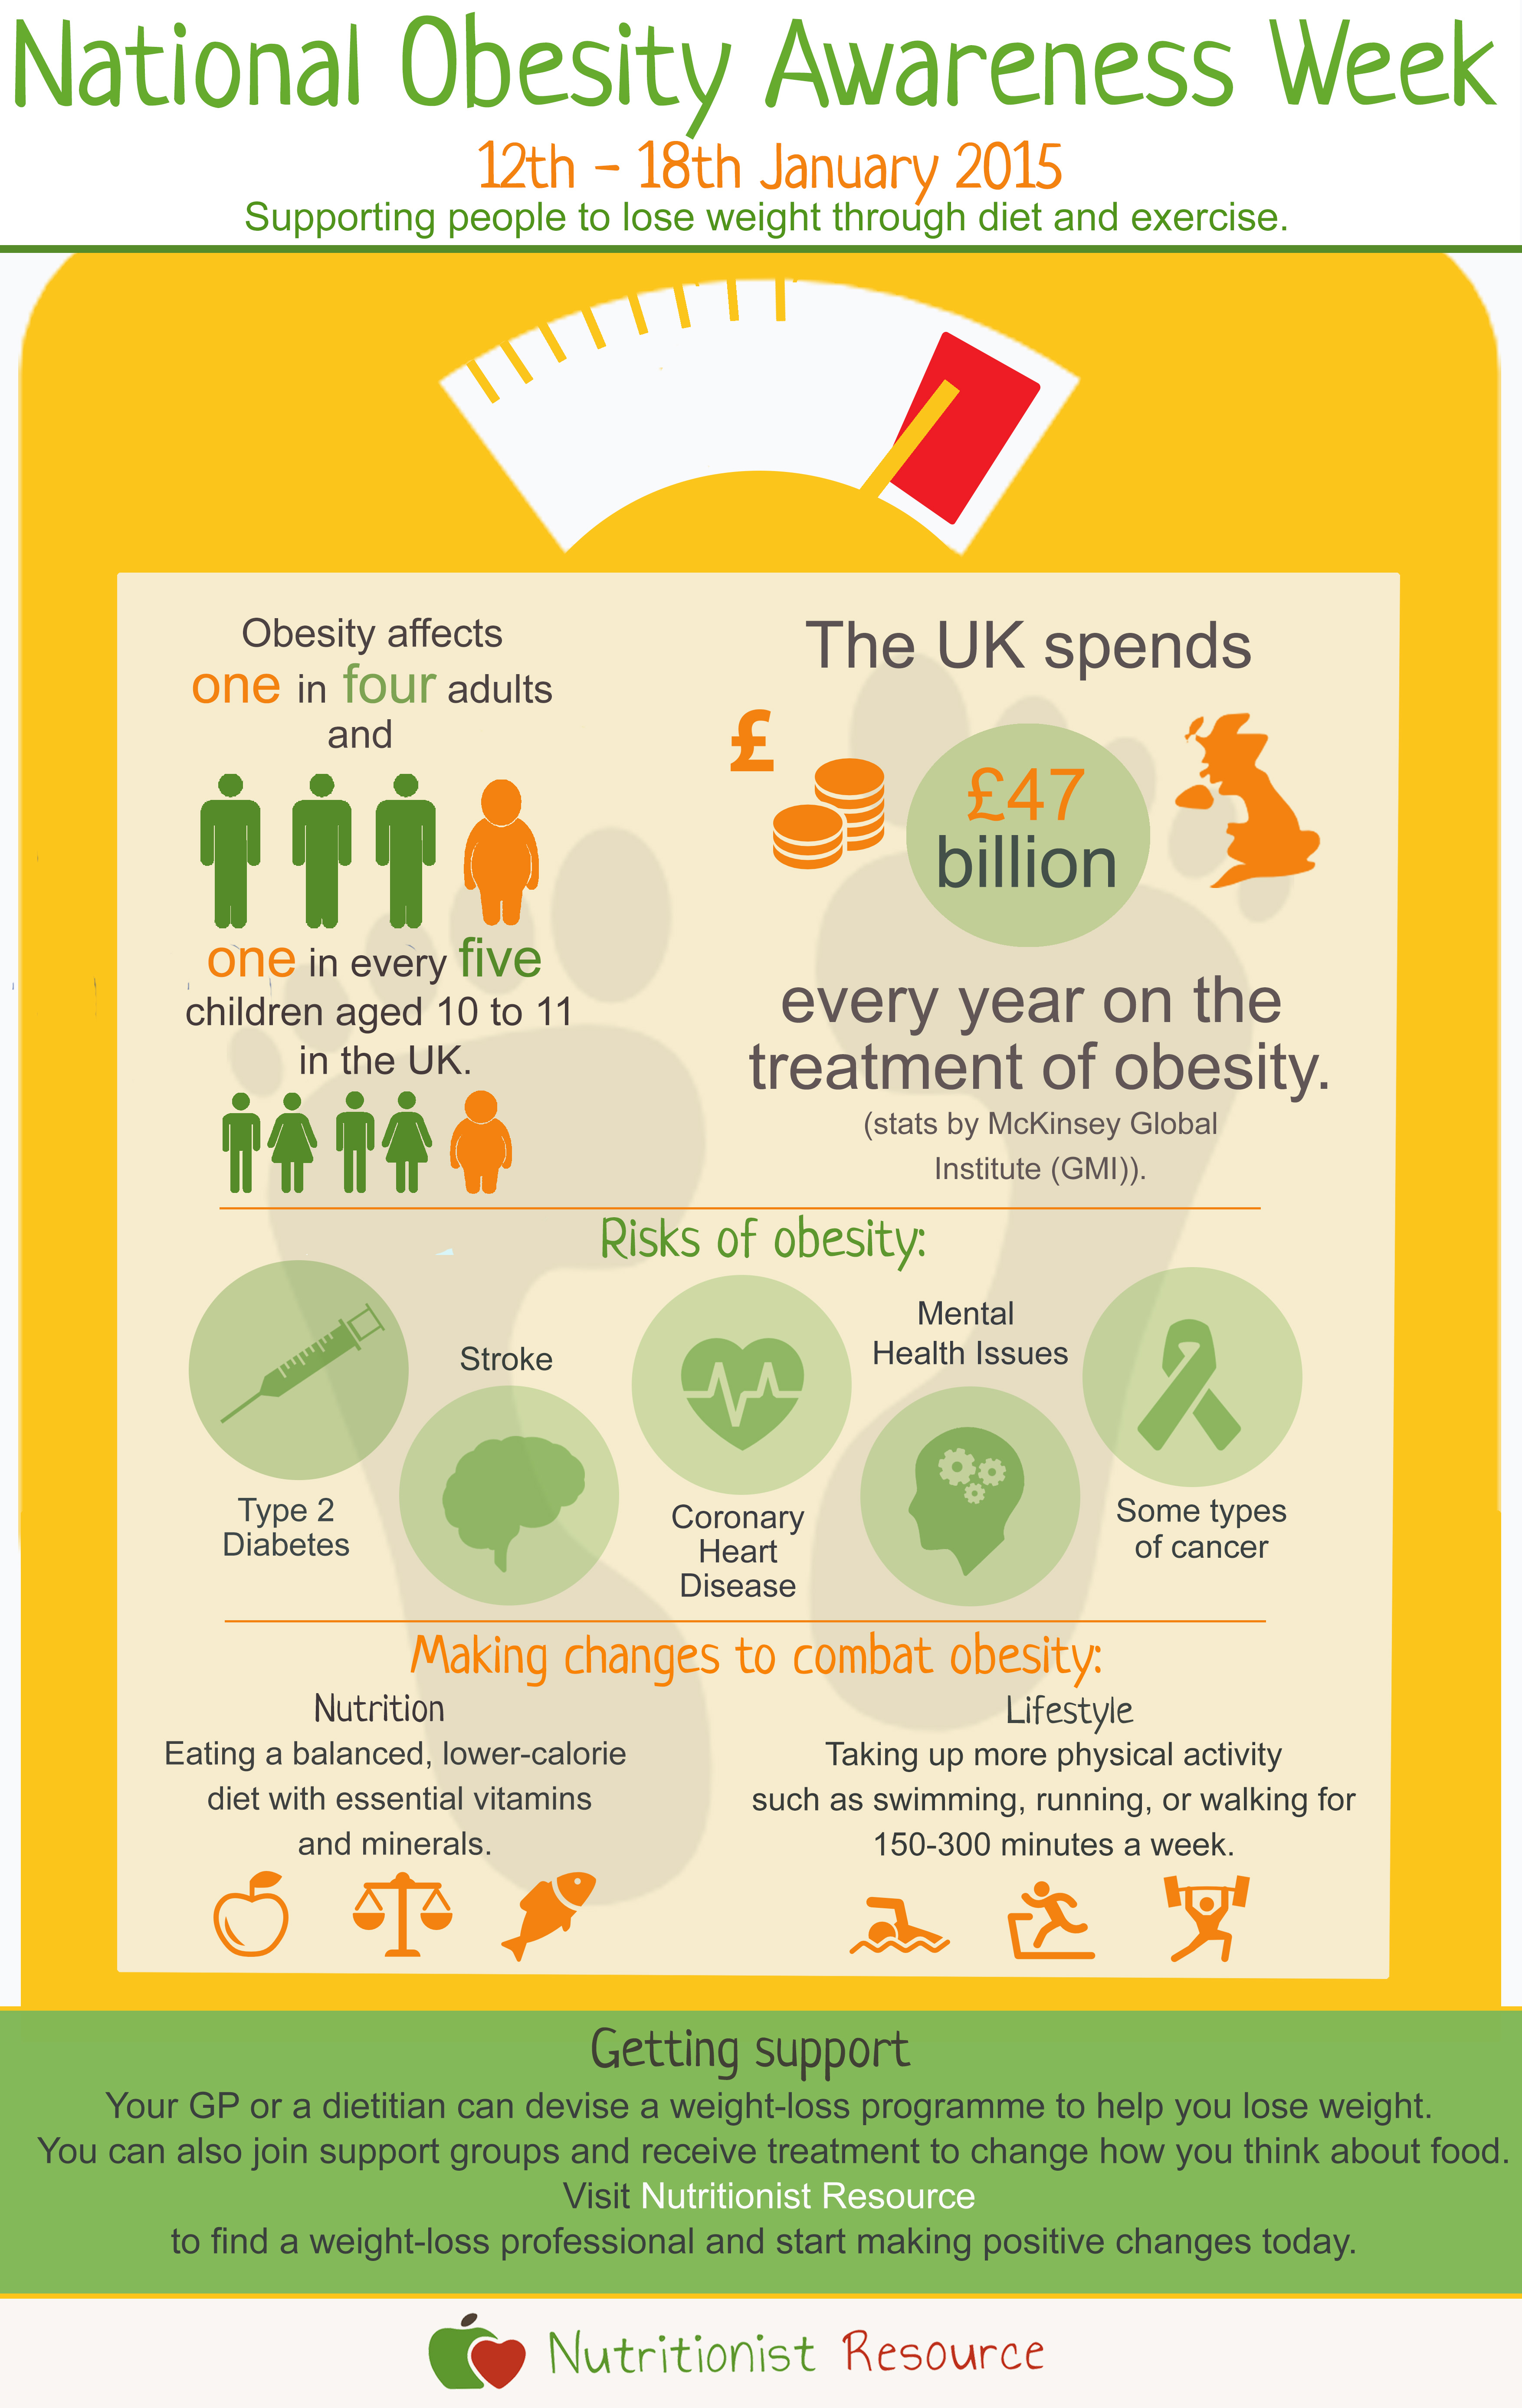 National Obesity Awareness Week
12th - 18th January 2015
Supporting people to lose weight through diet and exercise.
Obesity affects
one in four adults
and
one in every five
children aged 10 to 11
in the UK.
The UK spends
£
£47
billion
every year on the
treatment of obesity.
(stats by McKinsey Global
Institute (GMI)).
Risks of obesity:
Type 2
Diabetes
Stroke
Coronary
Heart
Disease
Mental
Health Issues
Some types
of cancer
Making changes to combat obesity:
Nutrition
Eating a balanced, lower-calorie
diet with essential vitamins
and minerals.
Lifestyle
Taking up more physical activity
such as swimming, running, or walking for
150-300 minutes a week.
Getting support
Your GP or a dietitian can devise a weight-loss programme to help you lose weight.
You can also join support groups and receive treatment to change how you think about food.
Visit Nutritionist Resource
to find a weight-loss professional and start making positive changes today.
Nutritionist Resource